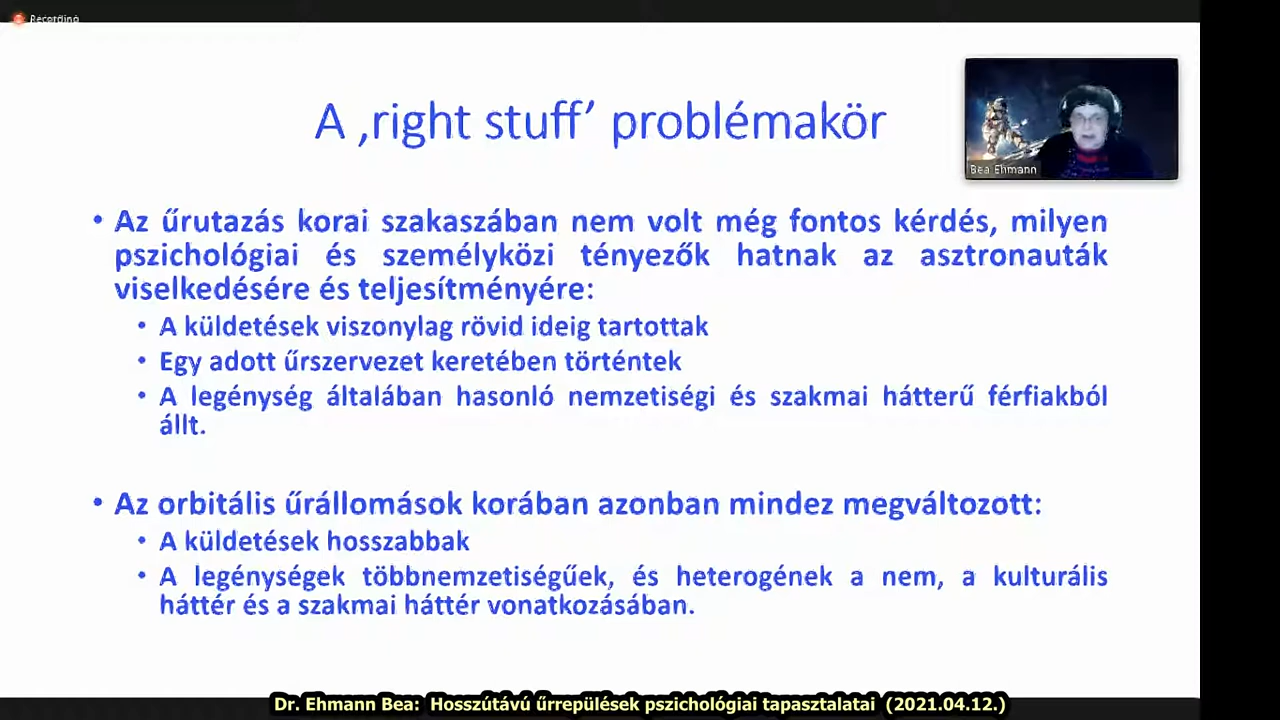 Recording
A ‚right stuff’ problémakör
Bea Ehmann
• Az űrutazás korai szakaszában nem volt még fontos kérdés, milyen
pszichológiai és személyközi tényezők hatnak az asztronauták
viselkedésére és teljesítményére:
• A küldetések viszonylag rövid ideig tartottak
• Egy adott űrszervezet keretében történtek
• A legénység általában hasonló nemzetiségi és szakmai hátterű férfiakból
állt.
• Az orbitális űrállomások korában azonban mindez megváltozott:
• A küldetések hosszabbak
• A legénységek többnemzetiségűek, és heterogének a nem, a kulturális
háttér és a szakmai háttér vonatkozásában.
Dr. Ehmann Bea: Hosszútávú űrrepülések pszichológiai tapasztalatai (2021.04.12.)